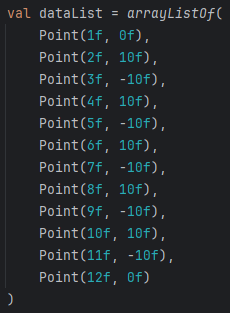 val dataList = arrayListOf(
    Point(1f, 0f),
    Point(2f, 10f),
    Point(3f, -10f),
    Point(4f, 10f),
    Point(5f, -10f),
    Point(6f, 10f),
    Point(7f, -10f),
    Point(8f, 10f),
    Point(9f, -10f),
    Point(10f, 10f),
    Point(11f, -10f),
    Point(12f, 0f)
)